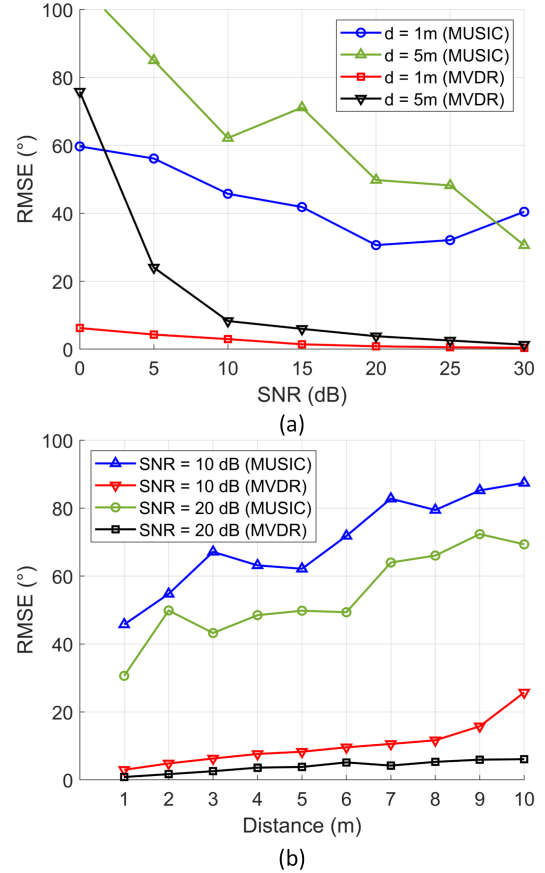 100
80
60
40
20
0
RMSE (°)
d = 1m (MUSIC)
d = 5m (MUSIC)
d = 1m (MVDR)
d = 5m (MVDR)
0 5 10 15 20 25 30
SNR (dB)
(a)
100
80
60
40
20
0
RMSE (°)
SNR = 10 dB (MUSIC)
SNR = 10 dB (MVDR)
SNR = 20 dB (MUSIC)
SNR = 20 dB (MVDR)
1 2 3 4 5 6 7 8 9 10
Distance (m)
(b)